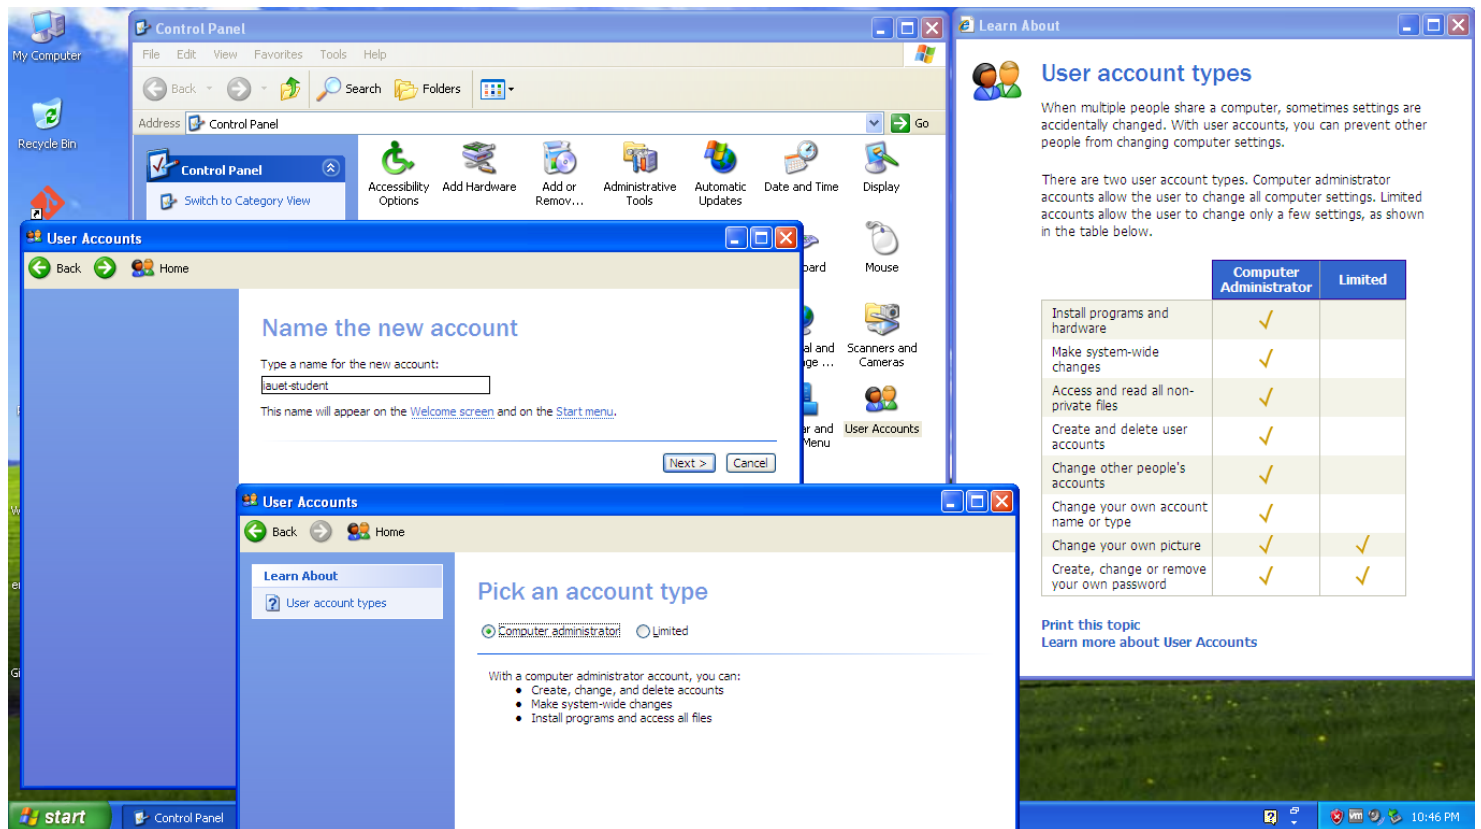 My Computer
Recycle Bin
Control Panel
File Edit View Favorites Tools Help
Back Search Folders
Address Control Panel Go
Control Panel
Switch to Category View
Accessibility Options
Add Hardware
Add or Remov...
Administrative Tools
Automatic Updates
Date and Time
Display
Mouse
Scanners and Cameras
User Accounts
User Accounts
Back Home
Name the new account
Type a name for the new account:
iauet-student
This name will appear on the Welcome screen and on the Start menu.
Next > Cancel
User Accounts
Back Home
Learn About
User account types
Pick an account type
Computer administrator Limited
With a computer administrator account, you can:
• Create, change, and delete accounts
• Make system-wide changes
• Install programs and access all files
Learn About
User account types
When multiple people share a computer, sometimes settings are
accidentally changed. With user accounts, you can prevent other
people from changing computer settings.
There are two user account types. Computer administrator
accounts allow the user to change all computer settings. Limited
accounts allow the user to change only a few settings, as shown
in the table below.
Computer Administrator Limited
Install programs and
hardware
Make system-wide
changes
Access and read all non-
private files
Create and delete user
accounts
Change other people's
accounts
Change your own account
name or type
Change your own picture
Create, change or remove
your own password
Print this topic
Learn more about User Accounts
start Control Panel 10:46 PM